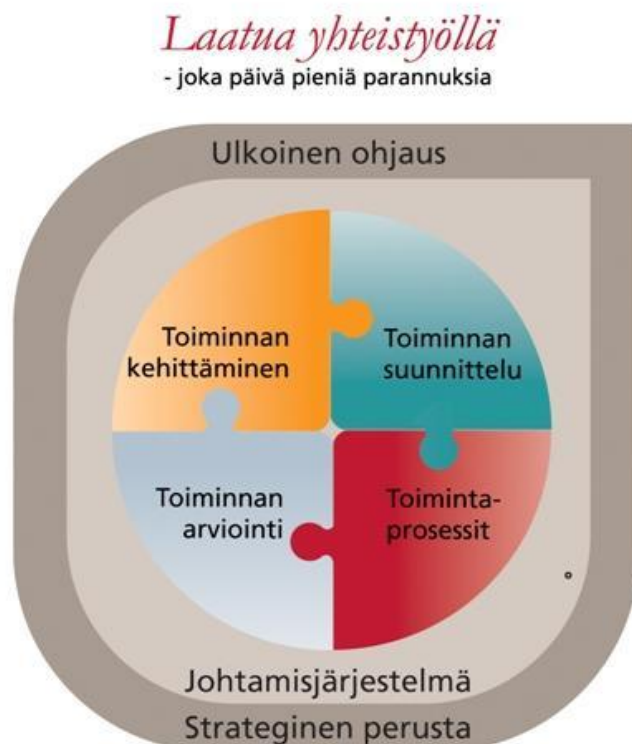 Laatua yhteistyöllä
- joka päivä pieniä parannuksia
Ulkoinen ohjaus
Toiminnan
kehittäminen
Toiminnan
suunnittelu
Toiminnan
arviointi
Toiminta-
prosessit
Johtamisjärjestelmä
Strateginen perusta